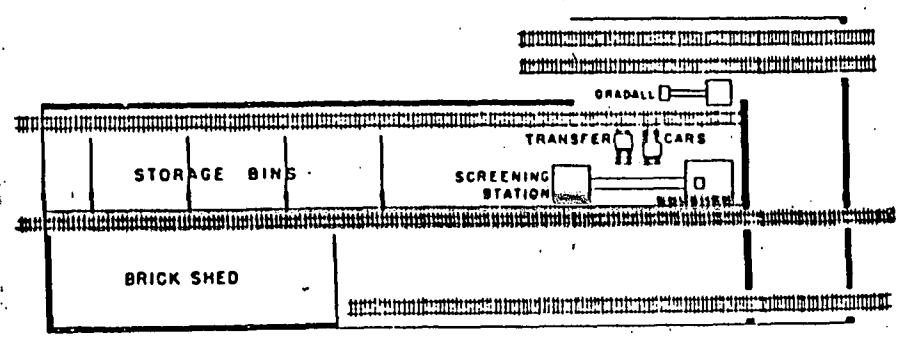 GRADALL
TRANSFER CARS
STORAGE BINS
SCREENING
STATION
BRICK SHED